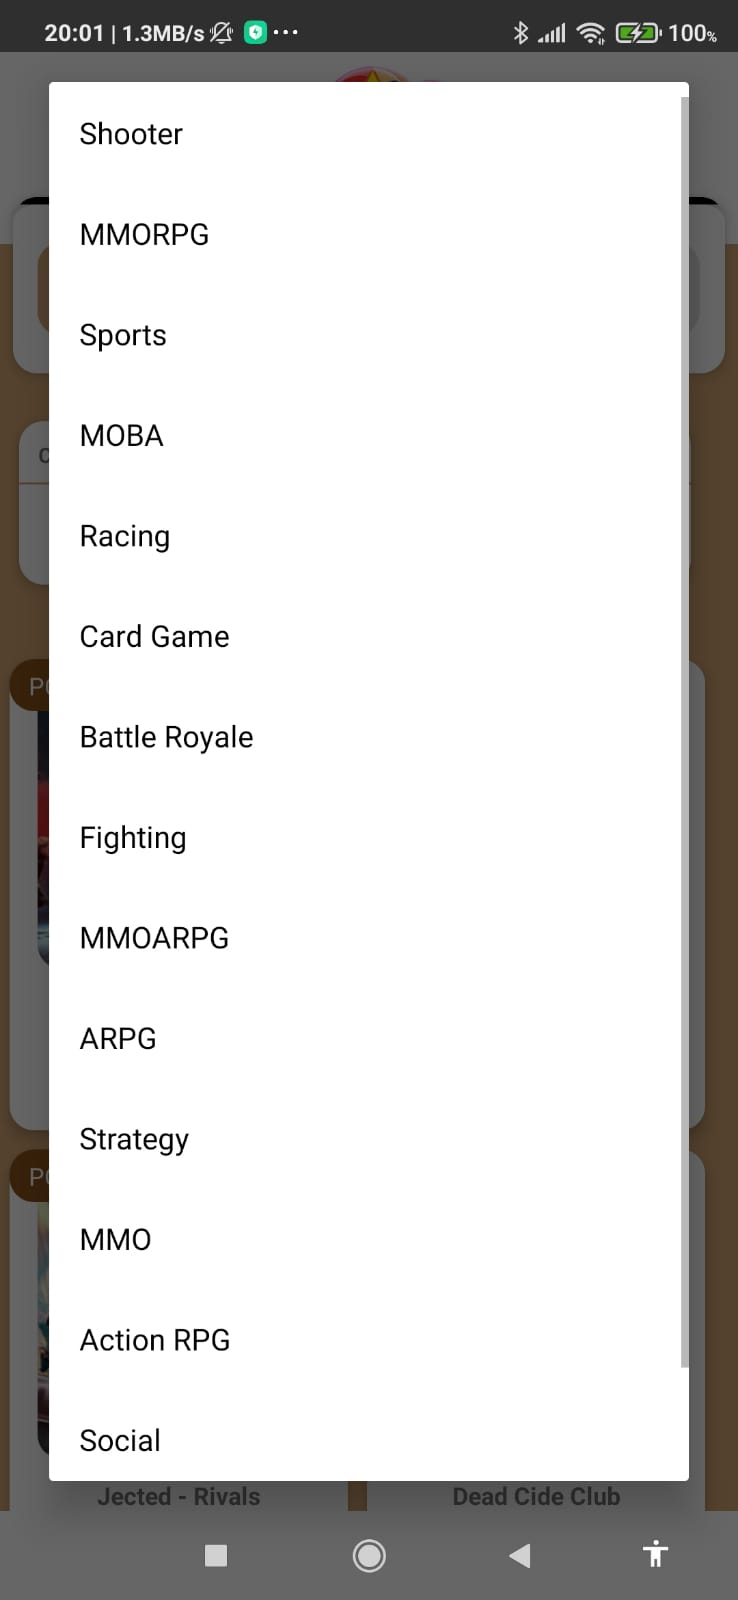 20:01 | 1.3MB/s ... 100%
Shooter
MMORPG
Sports
MOBA
Racing
Card Game
Battle Royale
Fighting
MMOARPG
ARPG
Strategy
MMO
Action RPG
Social
Jected - Rivals
Dead Cide Club